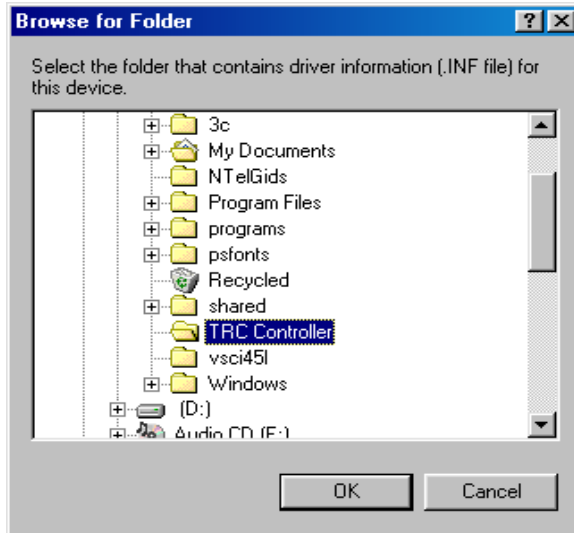 Browse for Folder
Select the folder that contains driver information (.INF file) for
this device.
3c
My Documents
NTelGids
Program Files
programs
psfonts
Recycled
shared
TRC Controller
vsci45l
Windows
(D:)
Audio CD (E:)
OK
Cancel